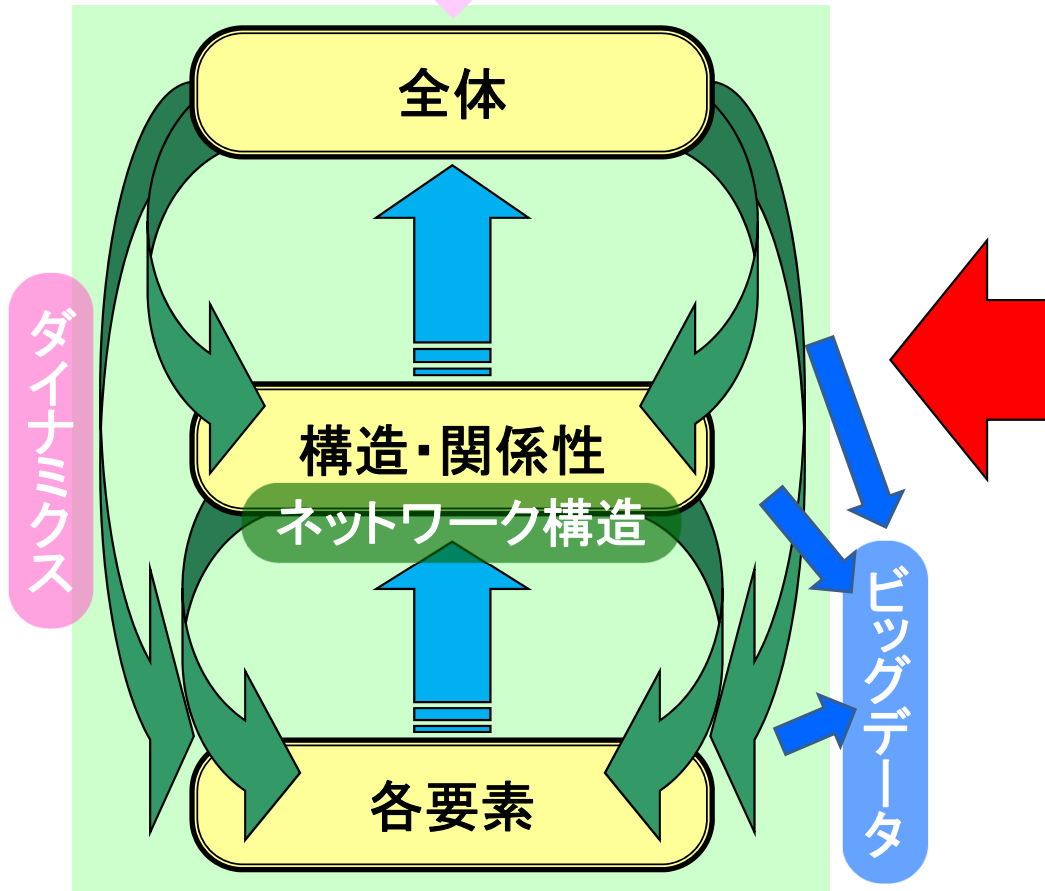 全体
ダイナミクス
構造・関係性
ネットワーク構造
ビッグデータ
各要素